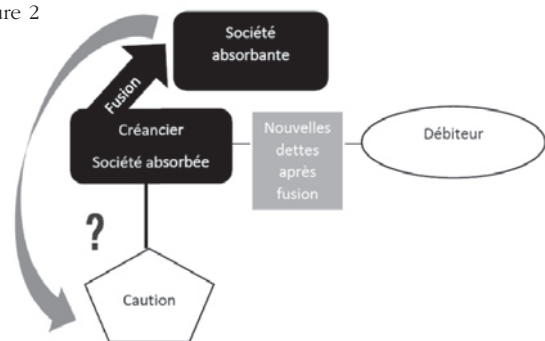 ure 2
Société
absorbante
Fusion
Créancier
Société absorbée
Nouvelles
dettes
après
fusion
Débiteur
?
Caution